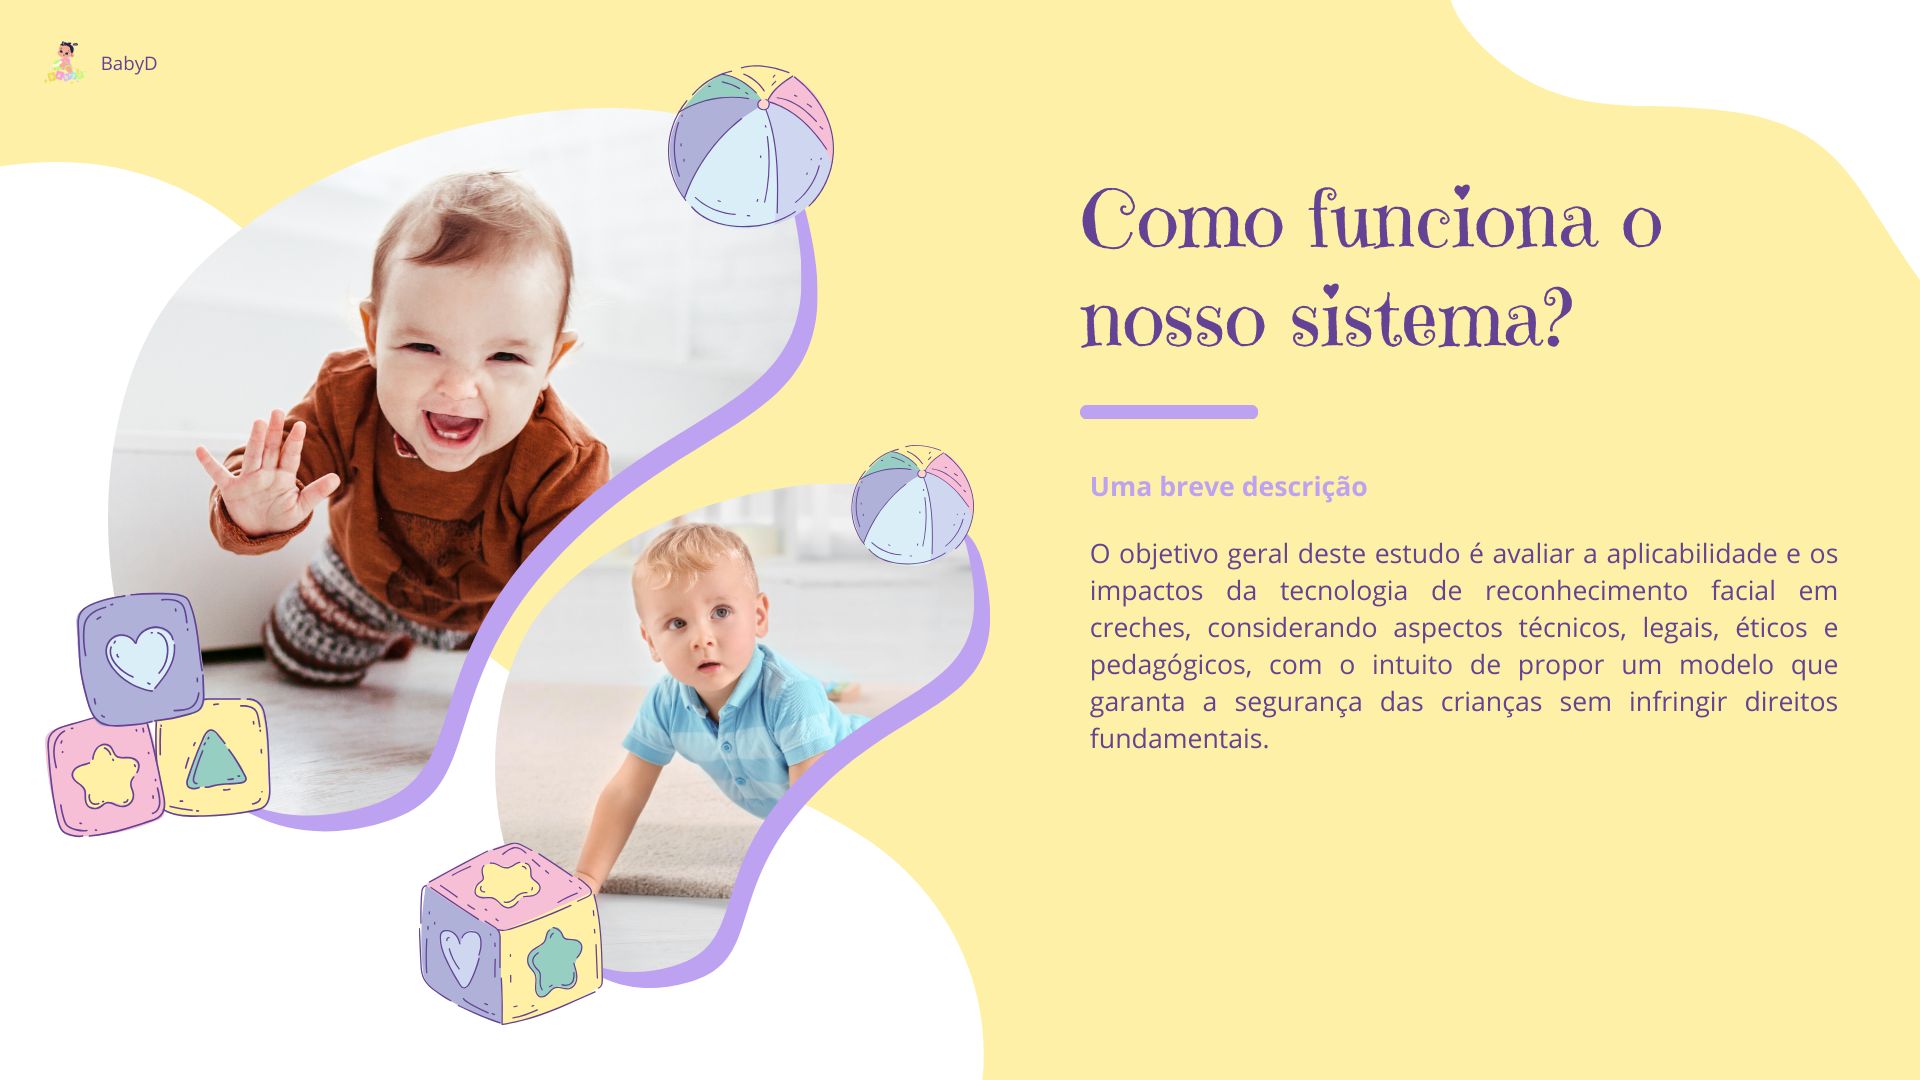 BabyD
Como funciona o
nosso sistema?
Uma breve descrição
O objetivo geral deste estudo é avaliar a aplicabilidade e os
impactos da tecnologia de reconhecimento facial em
creches, considerando aspectos técnicos, legais, éticos e
pedagógicos, com o intuito de propor um modelo que
garanta a segurança das crianças sem infringir direitos
fundamentais.